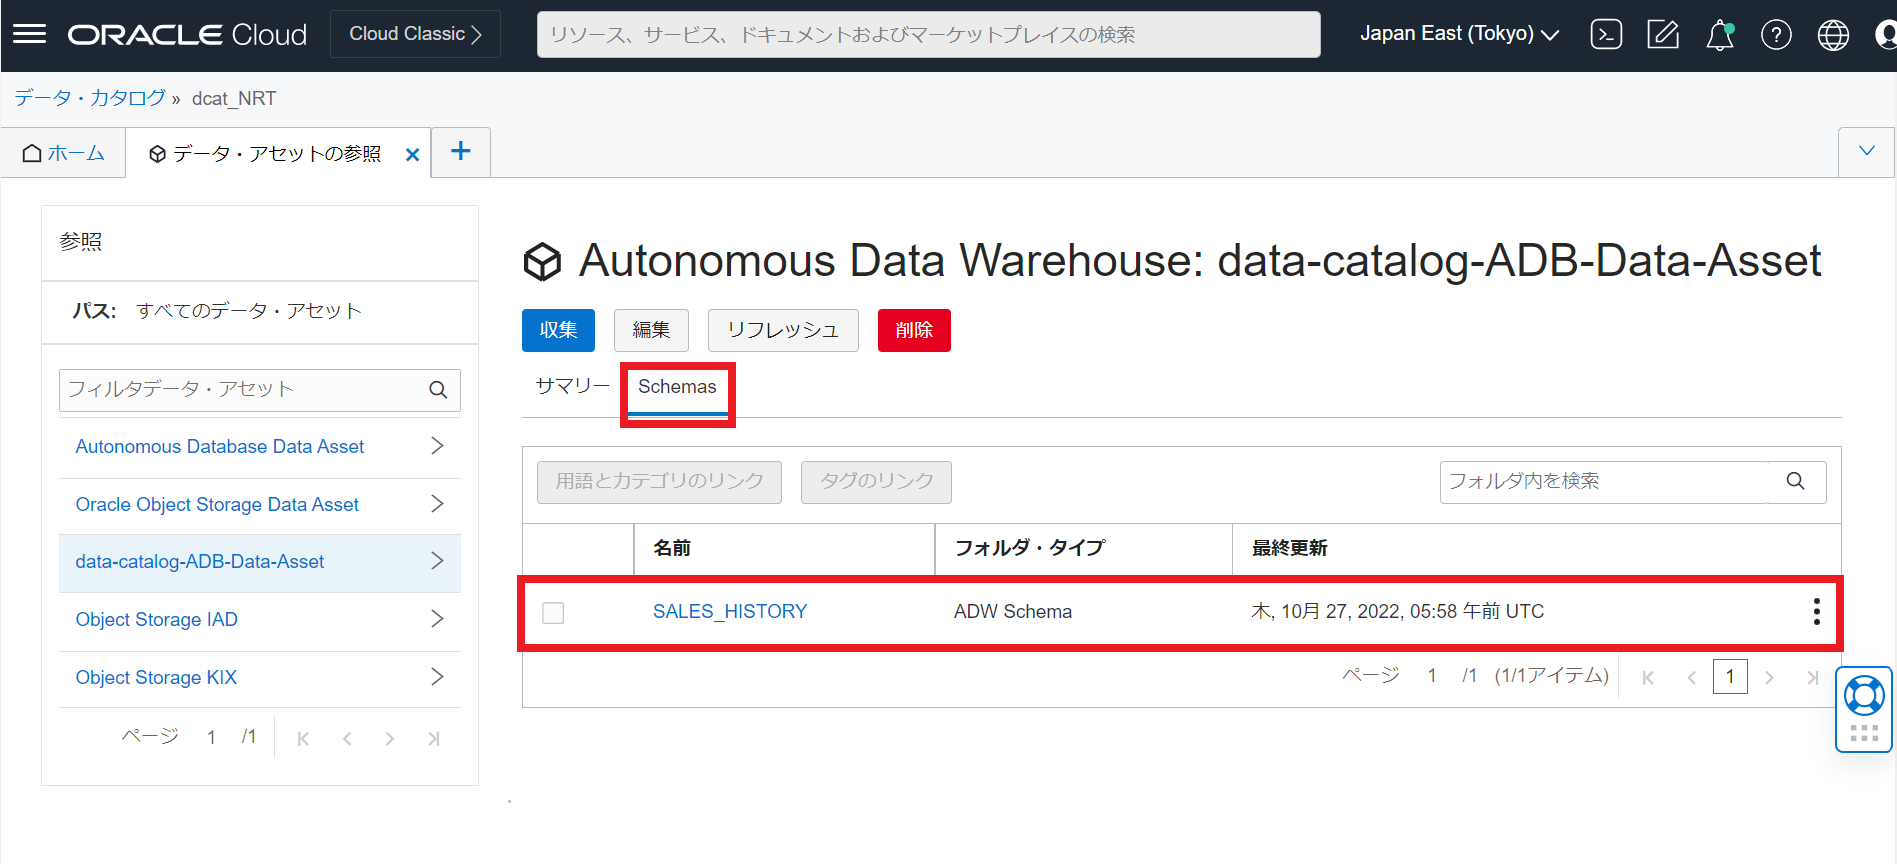 ORACLE Cloud
Cloud Classic
リソース、サービス、ドキュメントおよびマーケットプレイスの検索
Japan East (Tokyo)
データ・カタログ » dcat_NRT
ホーム
データ・アセットの参照
参照
パス: すべてのデータ・アセット
フィルタデータ・アセット
Autonomous Database Data Asset
Oracle Object Storage Data Asset
data-catalog-ADB-Data-Asset
Object Storage IAD
Object Storage KIX
ページ 1 /1
Autonomous Data Warehouse: data-catalog-ADB-Data-Asset
収集 編集 リフレッシュ 削除
サマリー Schemas
用語とカテゴリのリンク タグのリンク フォルダ内を検索
名前 フォルダ・タイプ 最終更新
SALES_HISTORY ADW Schema 木, 10月 27, 2022, 05:58 午前 UTC
ページ 1 /1 (1/1アイテム) 1